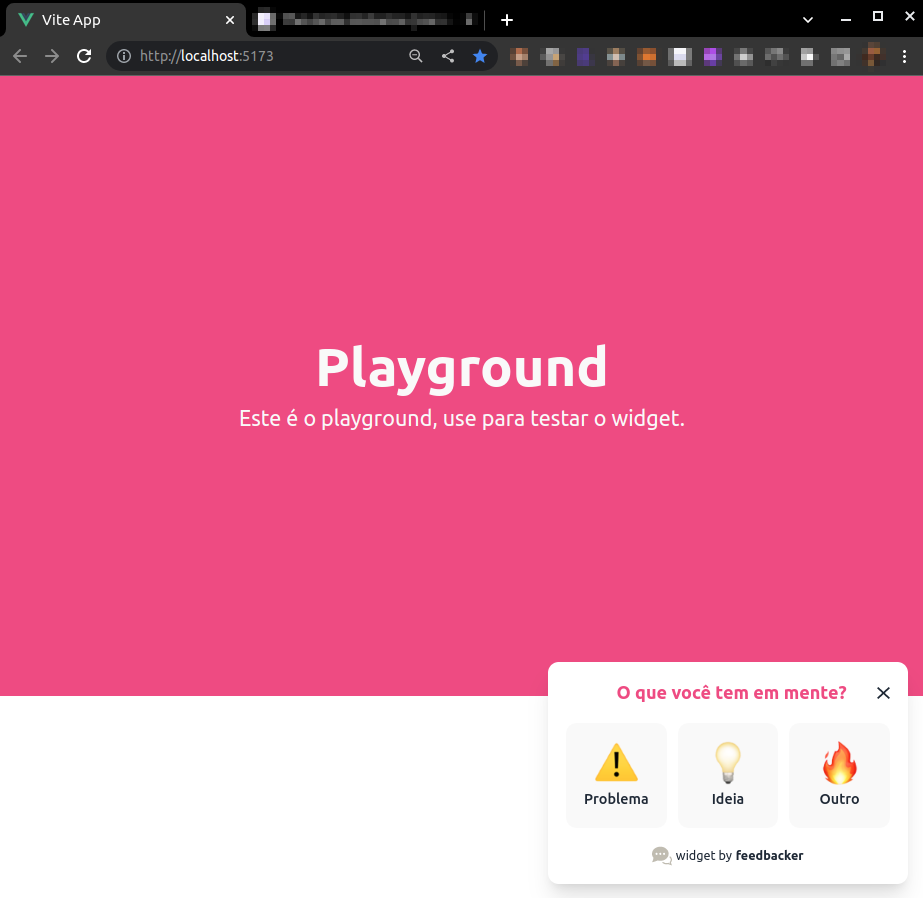 Vite App
http://localhost:5173
Playground
Este é o playground, use para testar o widget.
O que você tem em mente?
Problema
Ideia
Outro
widget by feedbacker